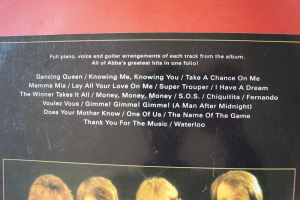 Full piano, voice and guitar arrangements of each track from the album.
All of Abba's greatest hits in one folio!
Dancing Queen / Knowing Me, Knowing You / Take A Chance On Me
Mamma Mia / Lay All Your Love On Me / Super Trouper / I Have A Dream
The Winner Takes It All / Money, Money, Money / S.O.S. / Chiquitita / Fernando
Voulez Vous / Gimme! Gimme! Gimme! (A Man After Midnight)
Does Your Mother Know / One Of Us / The Name Of The Game
Thank You For The Music / Waterloo